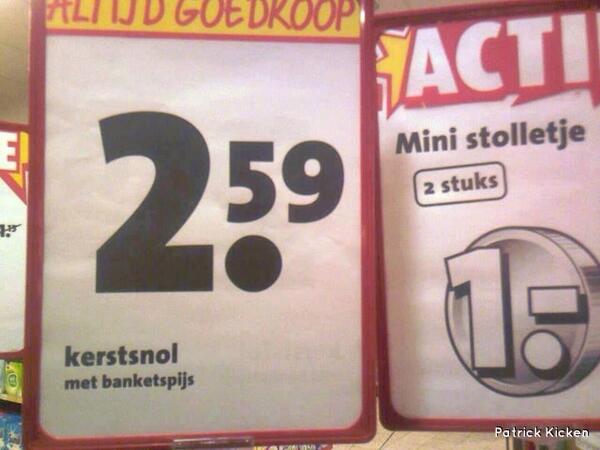 ALTIJD GOEDKOOP
2.59
kerstsnol
met banketspijs
ACTI
Mini stolletje
2 stuks
1:-
E
Patrick Kicken